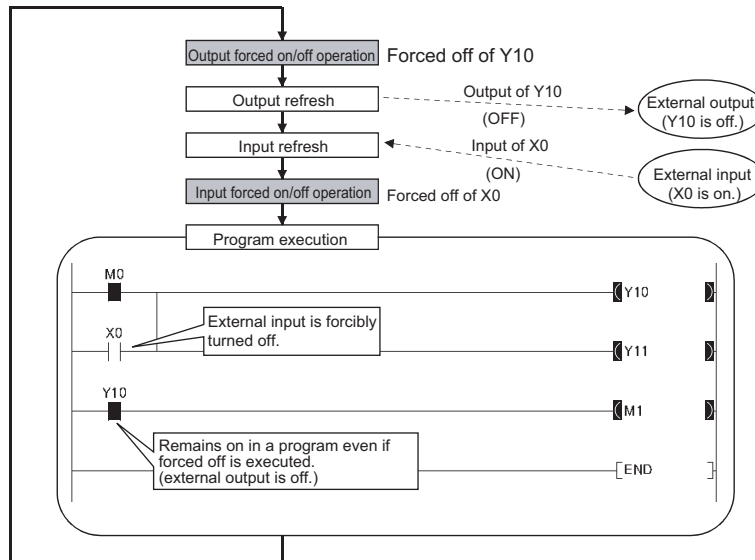 Output forced on/off operation Forced off of Y10
Output refresh
Output of Y10
(OFF)
External output
(Y10 is off.)
Input refresh
Input of X0
(ON)
External input
(X0 is on.)
Input forced on/off operation Forced off of X0
Program execution
M0
Y10
X0
External input is forcibly
turned off.
Y11
Y10
M1
Remains on in a program even if
forced off is executed.
(external output is off.)
END